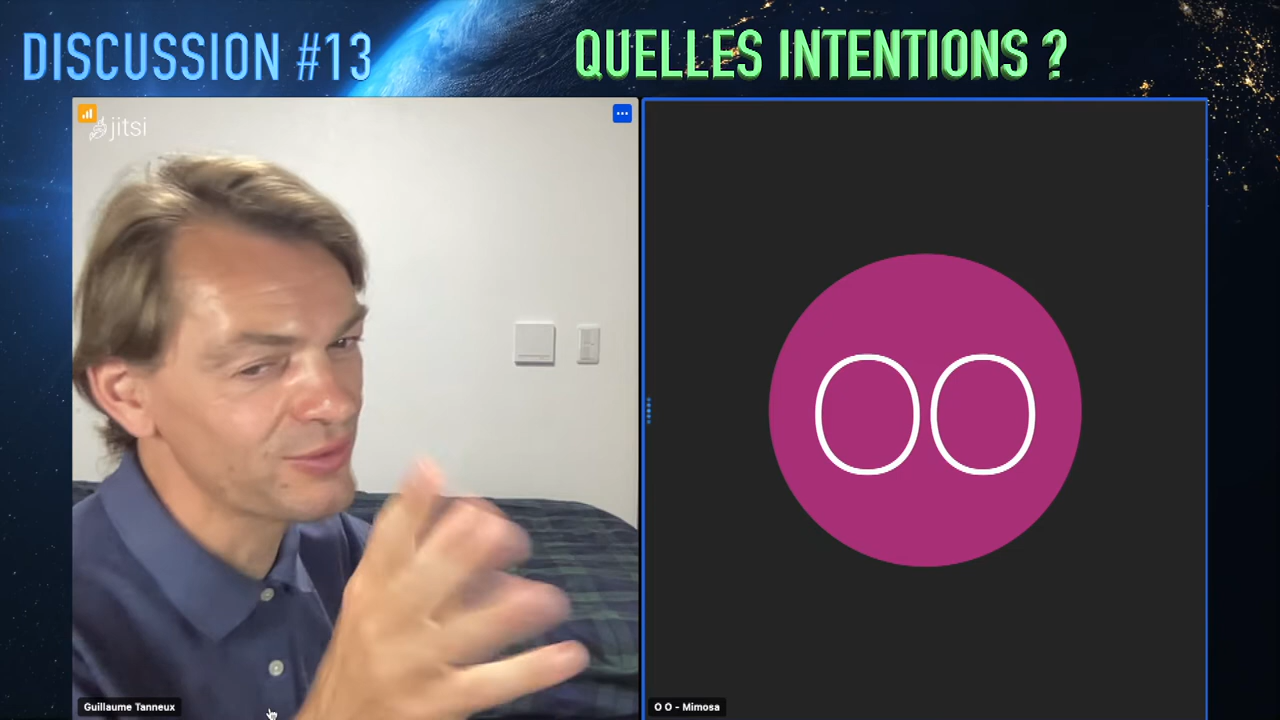 DISCUSSION #13
QUELLES INTENTIONS ?
jitsi
OO
Guillaume Tanneux
O O - Mimosa